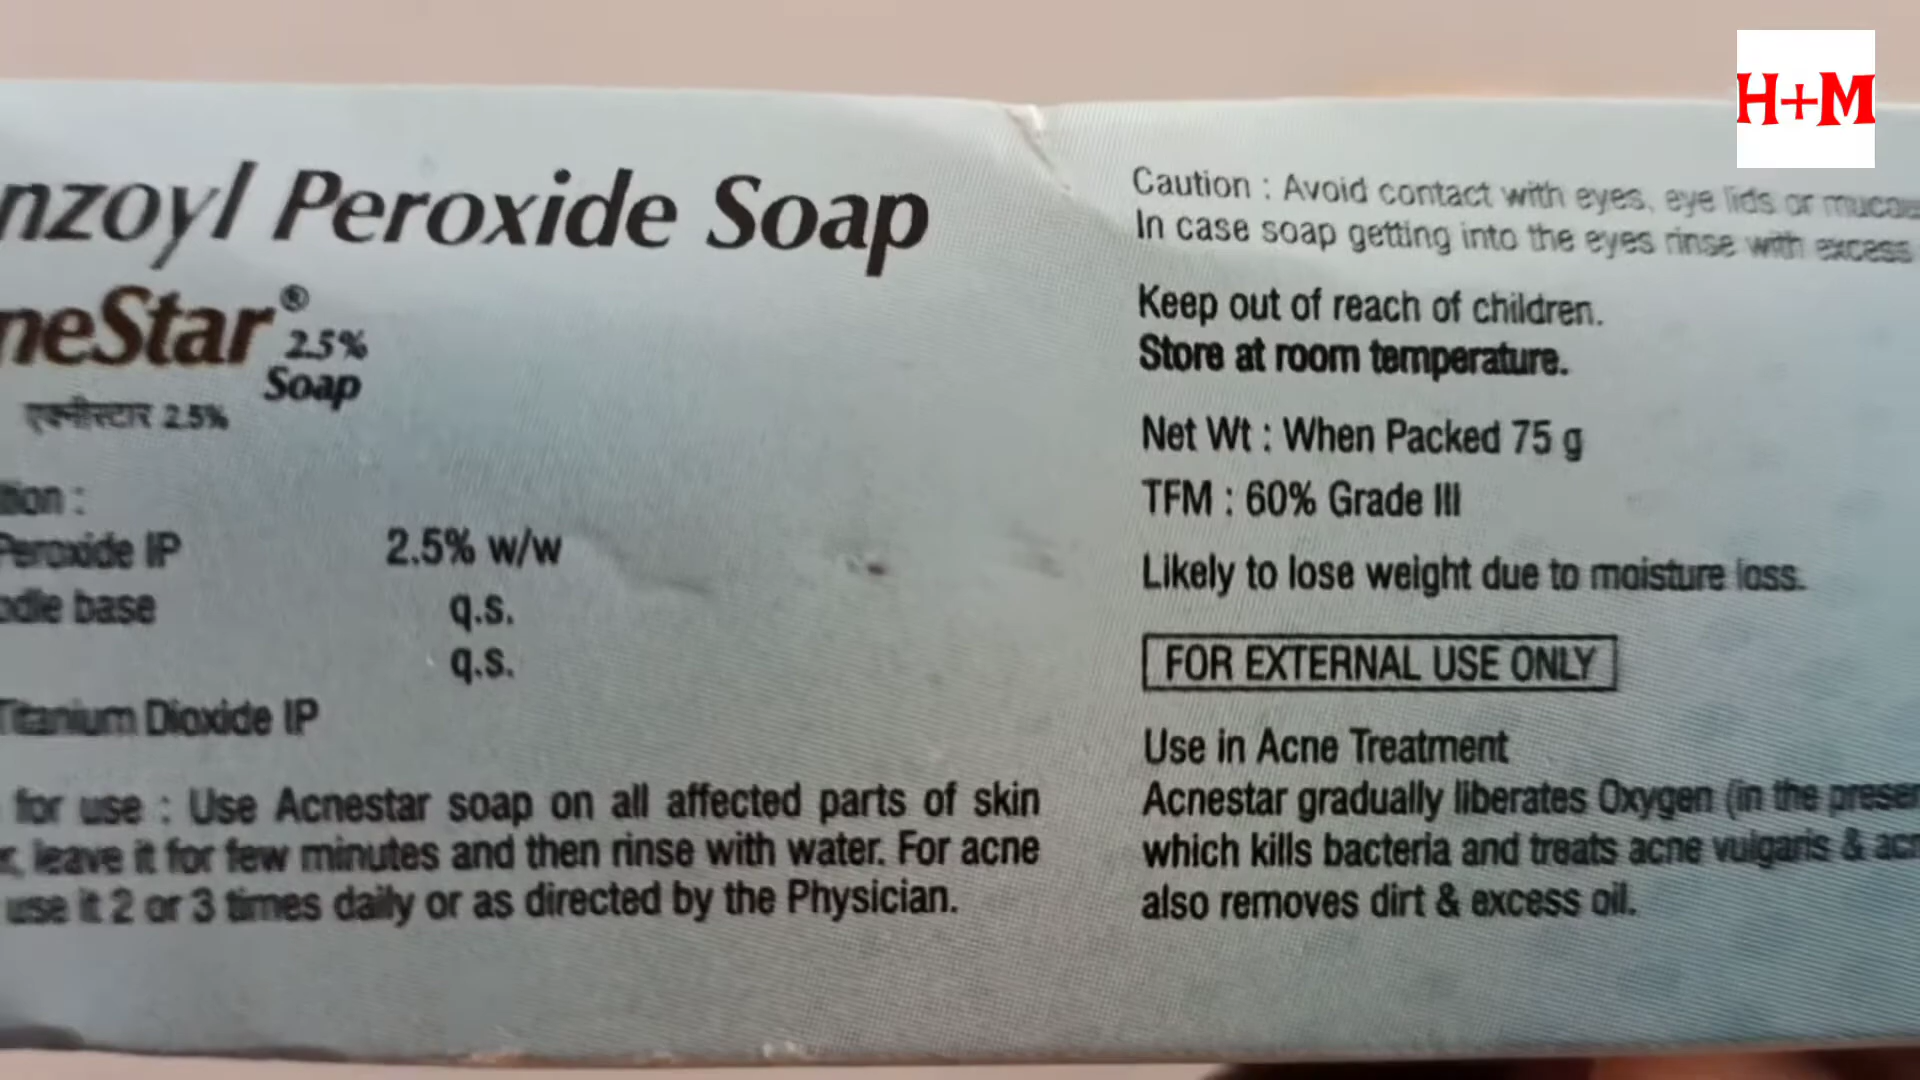 H+M
nzoyl Peroxide Soap
neStar®
2.5%
Soap
एक्नीस्टार 2.5%
tion :
Peroxide IP 2.5% w/w
odle base q.s.
q.s.
Titanium Dioxide IP
for use : Use Acnestar soap on all affected parts of skin
r, leave it for few minutes and then rinse with water. For acne
use it 2 or 3 times daily or as directed by the Physician.
Caution : Avoid contact with eyes, eye lids or
In case soap getting into the eyes rinse with excess
Keep out of reach of children.
Store at room temperature.
Net Wt : When Packed 75 g
TFM : 60% Grade III
Likely to lose weight due to moisture loss.
FOR EXTERNAL USE ONLY
Use in Acne Treatment
Acnestar gradually liberates Oxygen (in the presen
which kills bacteria and treats acne vulgaris & acn
also removes dirt & excess oil.